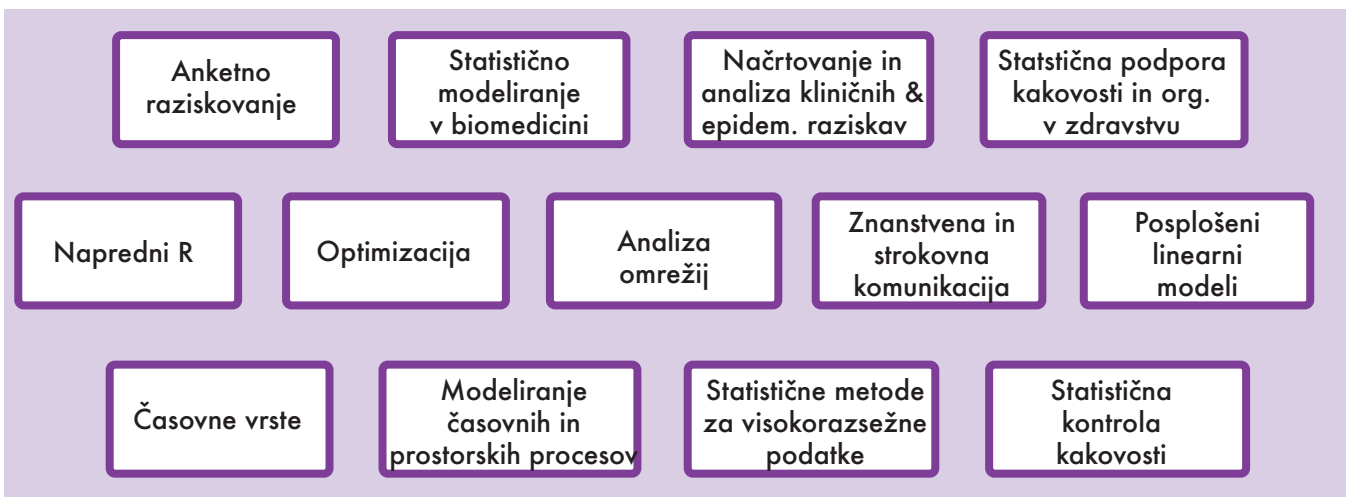 Anketno
raziskovanje
Statistično
modeliranje
v biomedicini
Načrtovanje in
analiza kliničnih &
epidem. raziskav
Statstična podpora
kakovosti in org.
v zdravstvu
Napredni R
Optimizacija
Analiza
omrežij
Znanstvena in
strokovna
komunikacija
Posplošeni
linearni
modeli
Časovne vrste
Modeliranje
časovnih in
prostorskih procesov
Statistične metode
za visokorazsežne
podatke
Statistična
kontrola
kakovosti